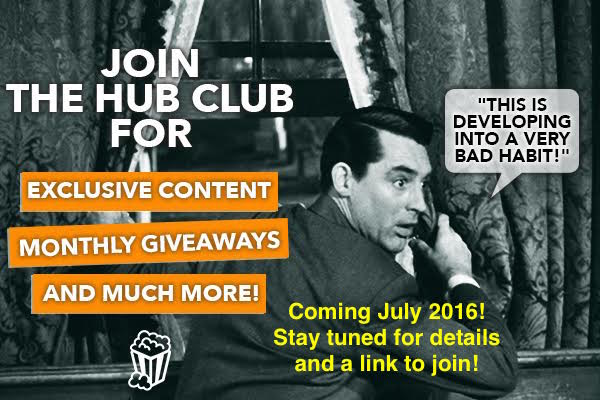 JOIN
THE HUB CLUB
FOR
EXCLUSIVE CONTENT
MONTHLY GIVEAWAYS
AND MUCH MORE!
"THIS IS
DEVELOPING
INTO A VERY
BAD HABIT!"
Coming July 2016!
Stay tuned for details
and a link to join!